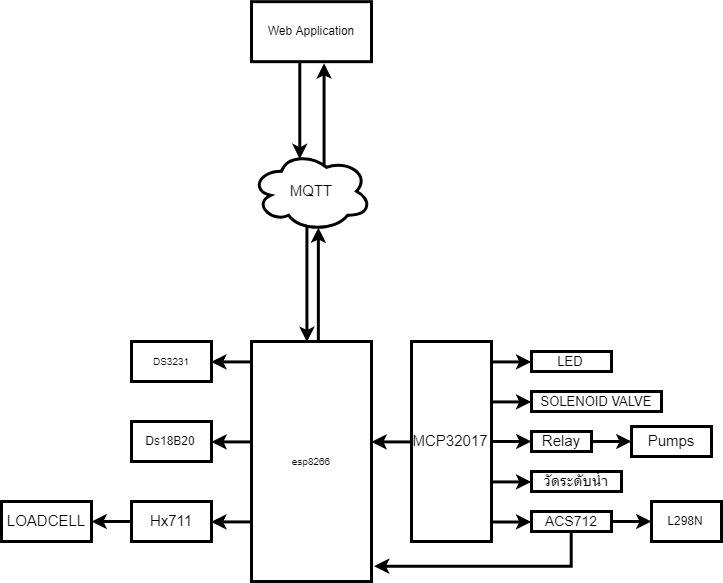 Web Application
MQTT
DS3231
Ds18B20
LOADCELL
Hx711
esp8266
MCP32017
LED
SOLENOID VALVE
Relay
Pumps
วัดระดับน้ำ
ACS712
L298N